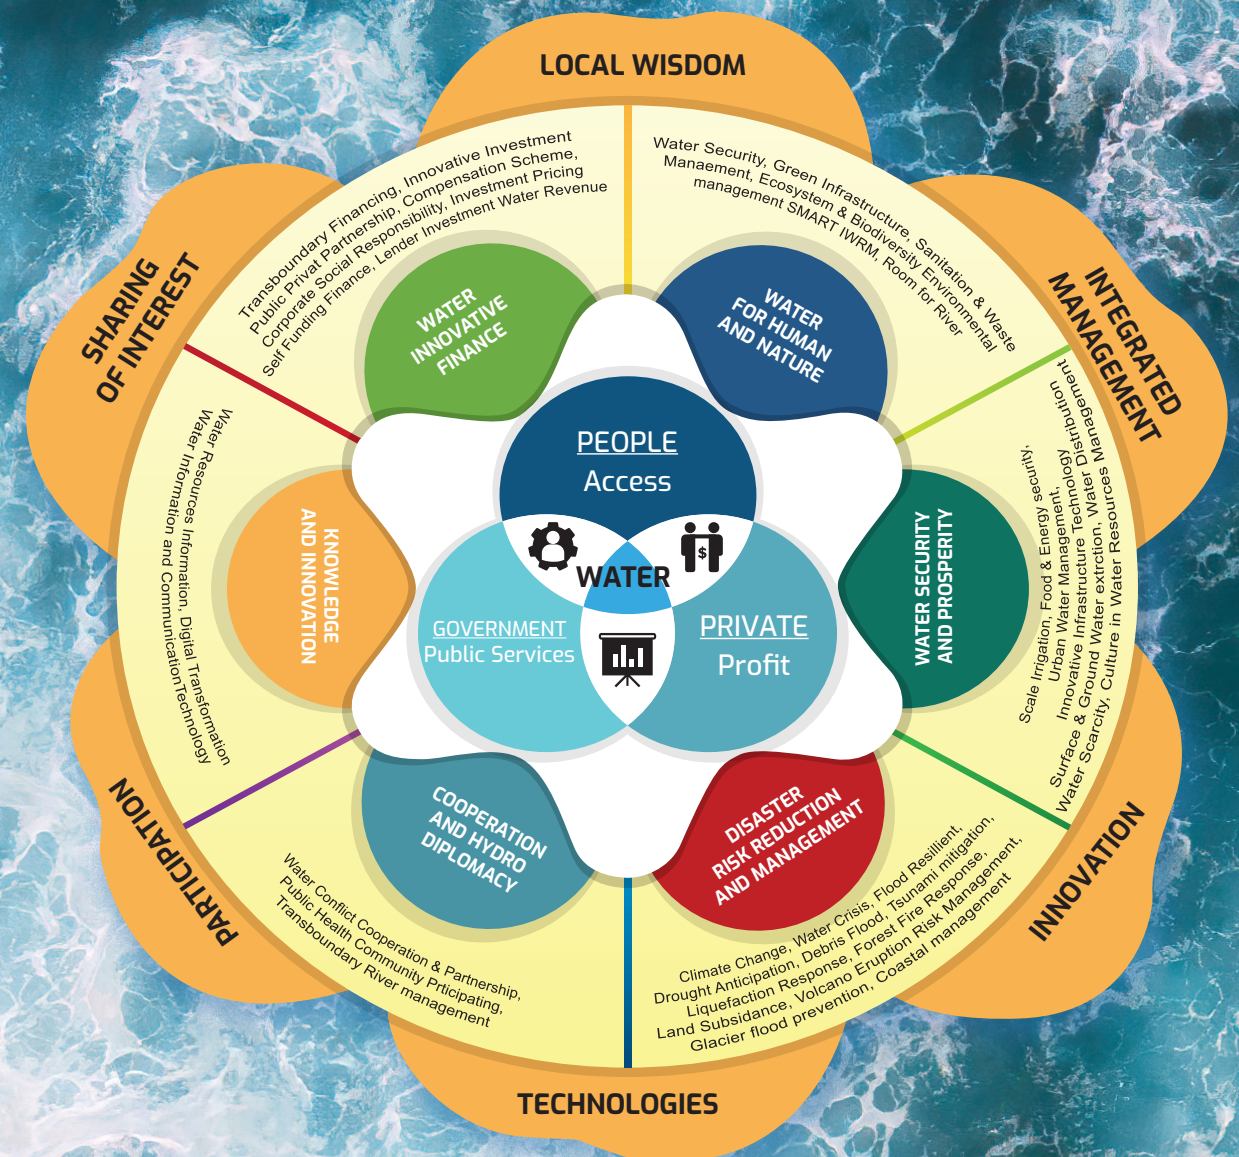 LOCAL WISDOM
SHARING
OF INTEREST
INTEGRATED
MANAGEMENT
Transboundary Financing, Innovative Investment
Public Privat Partnership, Compensation Scheme,
Corporate Social Responsibility, Investment Pricing
Self Funding Finance, Lender Investment Water Revenue
Water Security, Green Infrastructure, Sanitation & Waste
Manaement, Ecosystem & Biodiversity Environmental
management SMART IWRM, Room for River
WATER
INNOVATIVE
FINANCE
WATER
FOR HUMAN
AND NATURE
PEOPLE
Access
WATER
GOVERNMENT
Public Services
PRIVATE
Profit
$
KNOWLEDGE
AND INNOVATION
Water Resources Information, Digital Transformation
Water Information and CommunicationTechnology
WATER SECURITY
AND PROSPERITY
Scale Irrigation, Food & Energy security,
Urban Water Management,
Innovative Infrastructure Technology
Surface & Ground Water extrction, Water Distribution
Water Scarcity, Culture in Water Resources Management
COOPERATION
AND HYDRO
DIPLOMACY
Water Conflict Cooperation & Partnership,
Public Health Community Prticipating,
Transboundary River management
DISASTER
RISK REDUCTION
AND MANAGEMENT
Climate Change, Water Crisis, Flood Resillient,
Drought Anticipation, Debris Flood, Tsunami mitigation,
Liquefaction Response, Forest Fire Response,
Land Subsidance, Volcano Eruption Risk Management,
Glacier flood prevention, Coastal management
PARTICIPATION
INNOVATION
TECHNOLOGIES